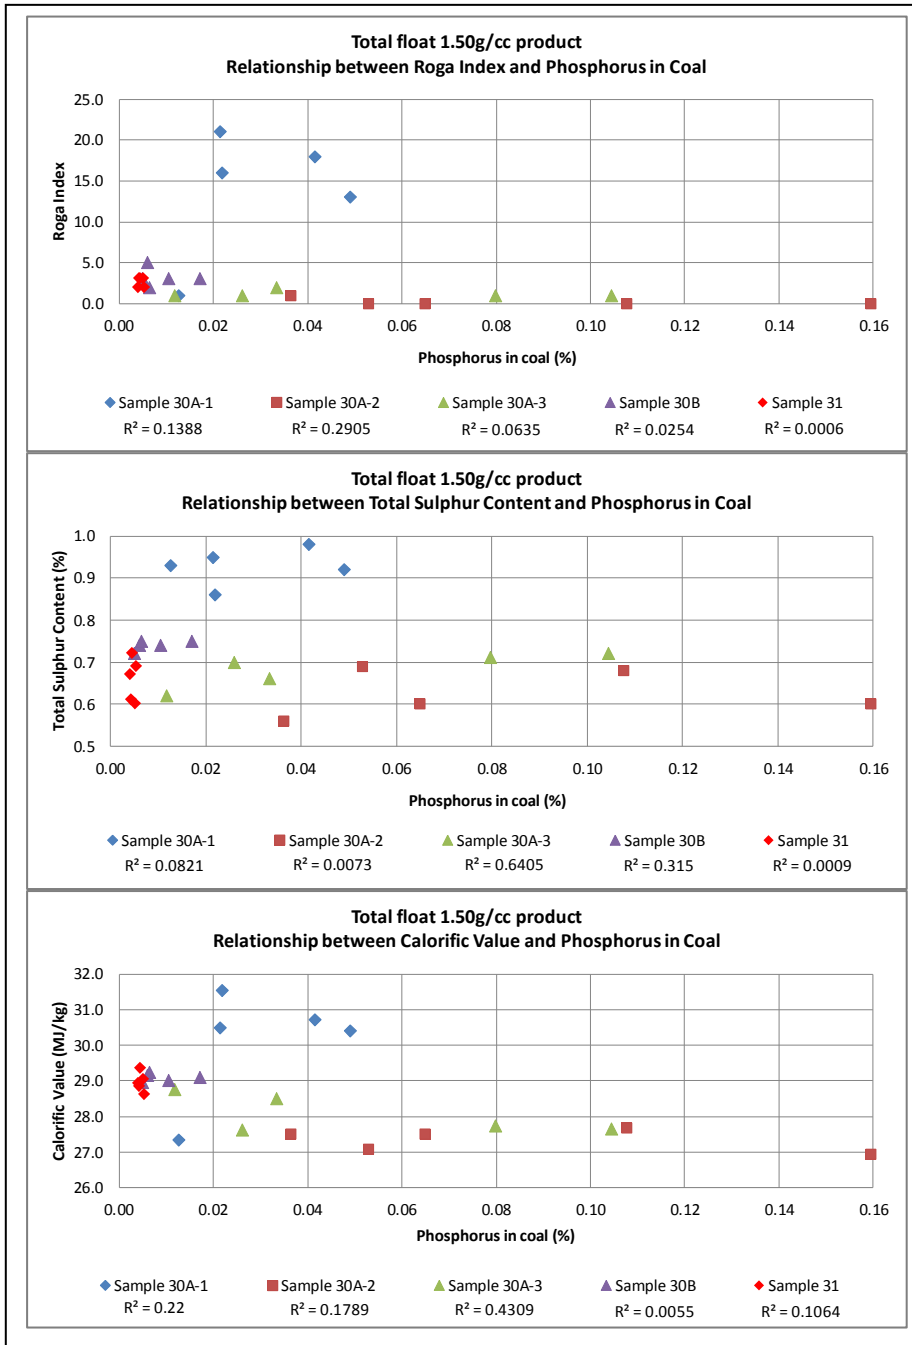 Total float 1.50g/cc product
Relationship between Roga Index and Phosphorus in Coal
Roga Index
25.0
20.0
15.0
10.0
5.0
0.0
0.00 0.02 0.04 0.06 0.08 0.10 0.12 0.14 0.16
Phosphorus in coal (%)
Sample 30A-1 Sample 30A-2 Sample 30A-3 Sample 30B Sample 31
R² = 0.1388 R² = 0.2905 R² = 0.0635 R² = 0.0254 R² = 0.0006
Total float 1.50g/cc product
Relationship between Total Sulphur Content and Phosphorus in Coal
Total Sulphur Content (%)
1.0
0.9
0.8
0.7
0.6
0.5
0.00 0.02 0.04 0.06 0.08 0.10 0.12 0.14 0.16
Phosphorus in coal (%)
Sample 30A-1 Sample 30A-2 Sample 30A-3 Sample 30B Sample 31
R² = 0.0821 R² = 0.0073 R² = 0.6405 R² = 0.315 R² = 0.0009
Total float 1.50g/cc product
Relationship between Calorific Value and Phosphorus in Coal
Calorific Value (MJ/kg)
32.0
31.0
30.0
29.0
28.0
27.0
26.0
0.00 0.02 0.04 0.06 0.08 0.10 0.12 0.14 0.16
Phosphorus in coal (%)
Sample 30A-1 Sample 30A-2 Sample 30A-3 Sample 30B Sample 31
R² = 0.22 R² = 0.1789 R² = 0.4309 R² = 0.0055 R² = 0.1064